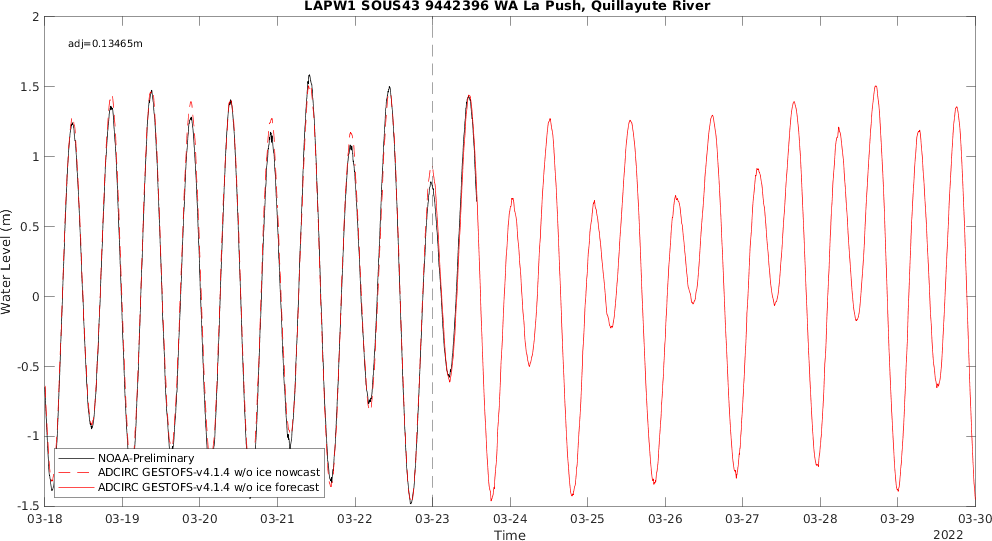 LAPW1 SOUS43 9442396 WA La Push, Quillayute River
2
adj=0.13465m
1.5
1
0.5
0
-0.5
-1
-1.5
Water Level (m)
NOAA-Preliminary
ADCIRC GESTOFS-v4.1.4 w/o ice nowcast
ADCIRC GESTOFS-v4.1.4 w/o ice forecast
03-18 03-19 03-20 03-21 03-22 03-23 03-24 03-25 03-26 03-27 03-28 03-29 03-30
Time
2022